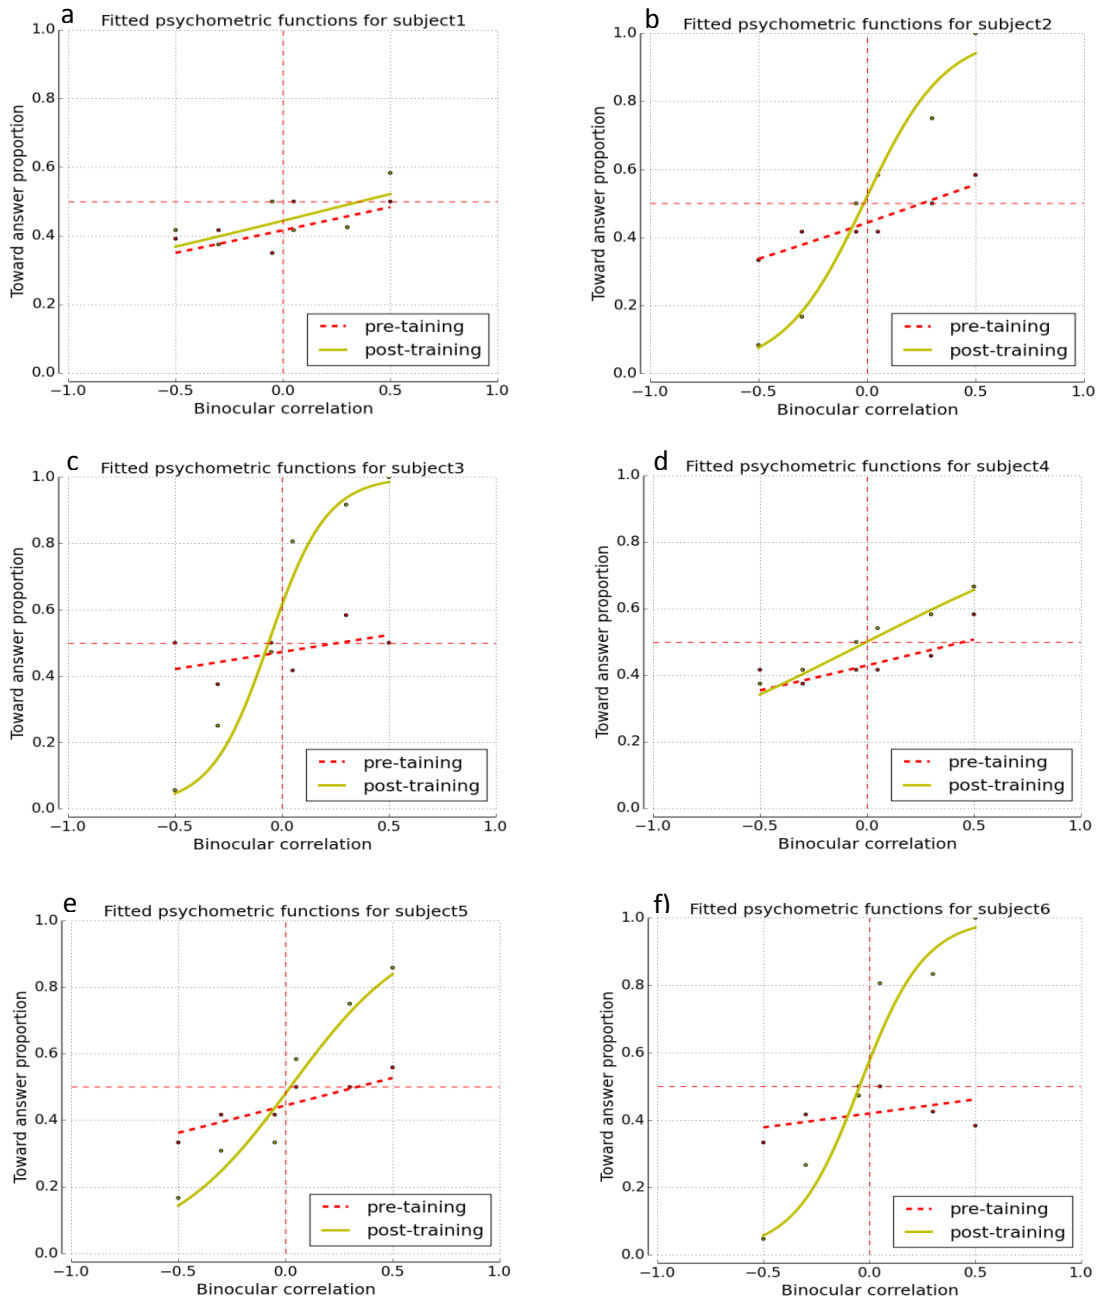 a
Fitted psychometric functions for subject1
Toward answer proportion
1.0
0.8
0.6
0.4
0.2
0.0
pre-taining
post-training
−1.0 −0.5 0.0 0.5 1.0
Binocular correlation
b
Fitted psychometric functions for subject2
Toward answer proportion
1.0
0.8
0.6
0.4
0.2
0.0
pre-taining
post-training
−1.0 −0.5 0.0 0.5 1.0
Binocular correlation
c
Fitted psychometric functions for subject3
Toward answer proportion
1.0
0.8
0.6
0.4
0.2
0.0
pre-taining
post-training
−1.0 −0.5 0.0 0.5 1.0
Binocular correlation
d
Fitted psychometric functions for subject4
Toward answer proportion
1.0
0.8
0.6
0.4
0.2
0.0
pre-taining
post-training
−1.0 −0.5 0.0 0.5 1.0
Binocular correlation
e
Fitted psychometric functions for subject5
Toward answer proportion
1.0
0.8
0.6
0.4
0.2
0.0
pre-taining
post-training
−1.0 −0.5 0.0 0.5 1.0
Binocular correlation
f)
Fitted psychometric functions for subject6
Toward answer proportion
1.0
0.8
0.6
0.4
0.2
0.0
pre-taining
post-training
−1.0 −0.5 0.0 0.5 1.0
Binocular correlation